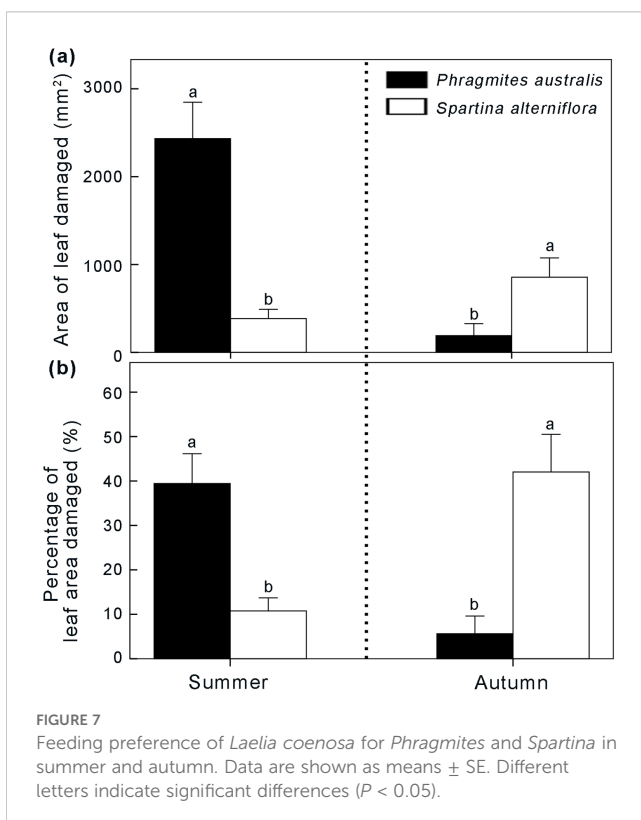 (a)
Area of leaf damaged (mm²)
3000
2000
1000
0
a
b
b
a
Phragmites australis
Spartina alterniflora
(b)
Percentage of
leaf area damaged (%)
60
50
40
30
20
10
0
a
b
b
a
Summer
Autumn
FIGURE 7
Feeding preference of Laelia coenosa for Phragmites and Spartina in
summer and autumn. Data are shown as means ± SE. Different
letters indicate significant differences (P < 0.05).